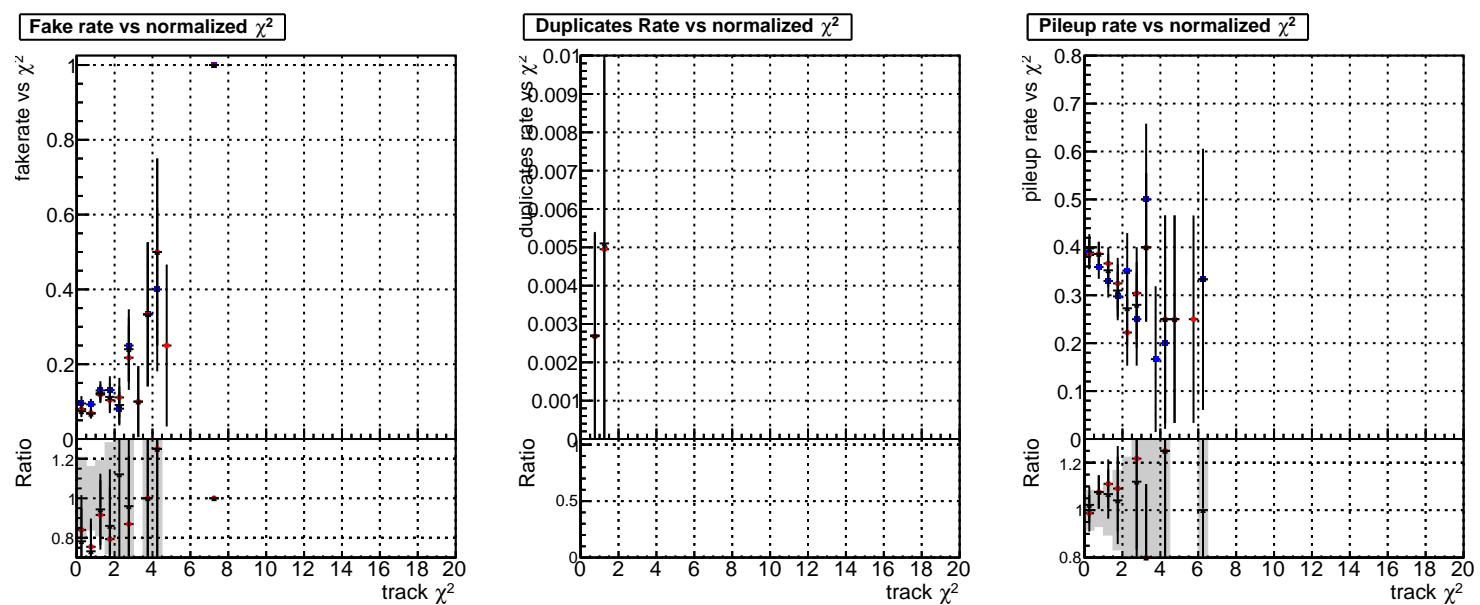 Fake rate vs normalized χ²
fakerate vs χ²
1
0.8
0.6
0.4
0.2
0
Ratio
1.2
1
0.8
0 2 4 6 8 10 12 14 16 18 20
track χ²
Duplicates Rate vs normalized χ²
duplicates rate vs χ²
0.01
0.009
0.008
0.007
0.006
0.005
0.004
0.003
0.002
0.001
0
Ratio
1
0.5
0
0 2 4 6 8 10 12 14 16 18 20
track χ²
Pileup rate vs normalized χ²
pileup rate vs χ²
0.8
0.7
0.6
0.5
0.4
0.3
0.2
0.1
0
Ratio
1.2
1
0.8
0 2 4 6 8 10 12 14 16 18 20
track χ²